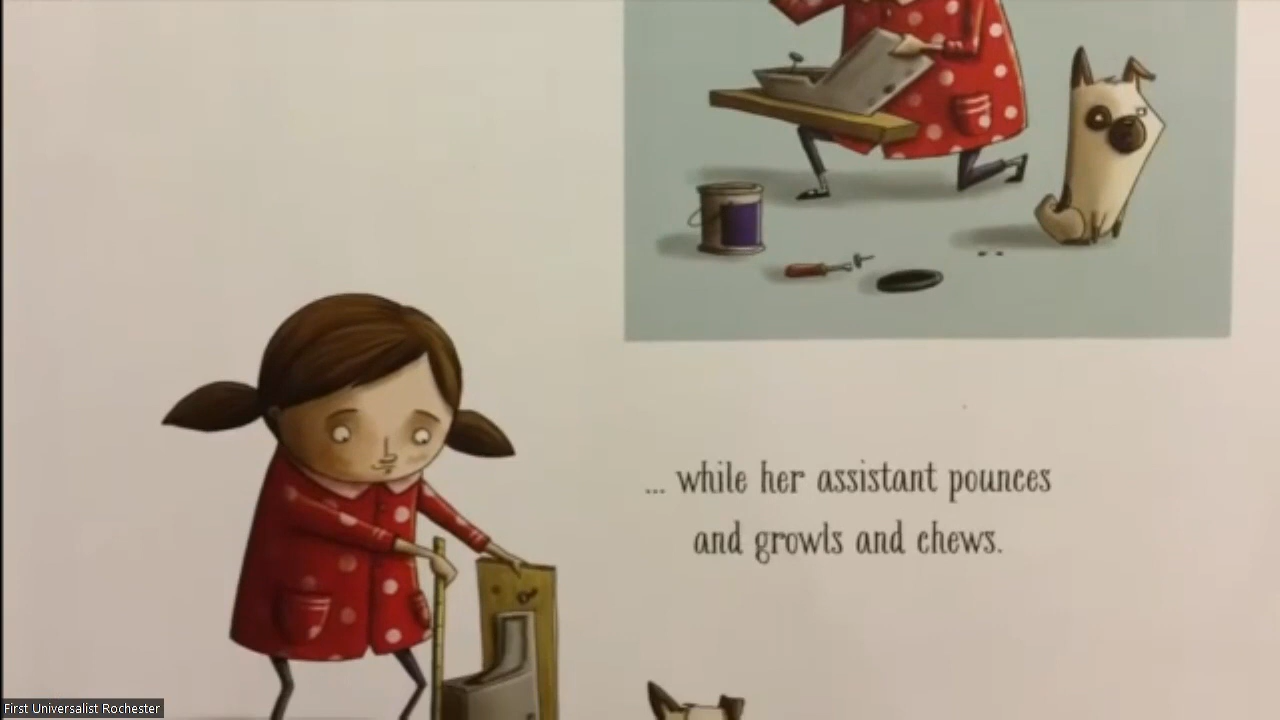 ... while her assistant pounces
and growls and chews.
First Universalist Rochester